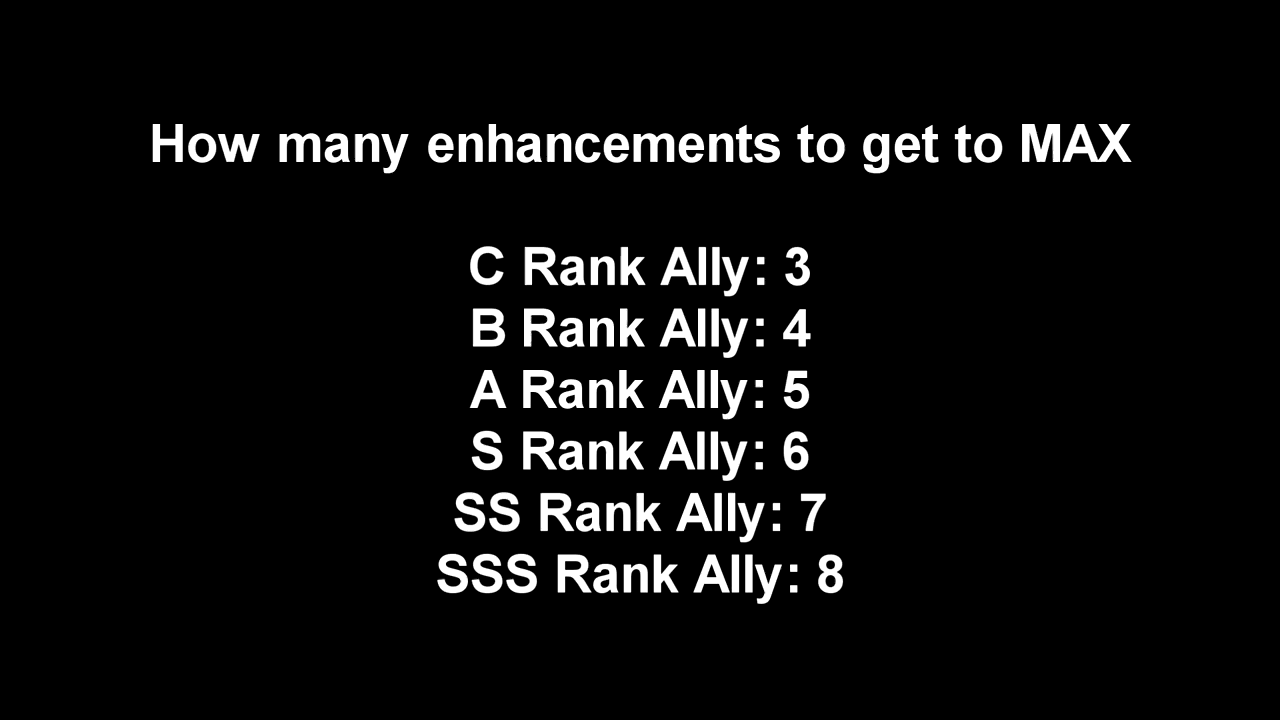 How many enhancements to get to MAX
C Rank Ally: 3
B Rank Ally: 4
A Rank Ally: 5
S Rank Ally: 6
SS Rank Ally: 7
SSS Rank Ally: 8